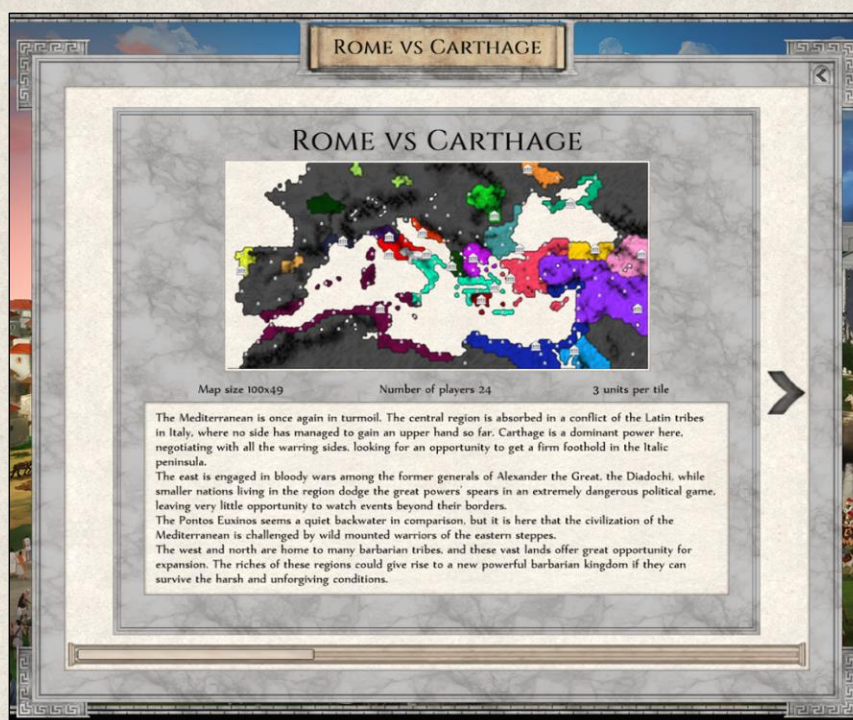 Rome vs Carthage
Rome vs Carthage
Map size 100x49
Number of players 24
3 units per tile
The Mediterranean is once again in turmoil. The central region is absorbed in a conflict of the Latin tribes
in Italy, where no side has managed to gain an upper hand so far. Carthage is a dominant power here,
negotiating with all the warring sides, looking for an opportunity to get a firm foothold in the Italic
peninsula.
The east is engaged in bloody wars among the former generals of Alexander the Great, the Diadochi, while
smaller nations living in the region dodge the great powers' spears in an extremely dangerous political game,
leaving very little opportunity to watch events beyond their borders.
The Pontos Euxinos seems a quiet backwater in comparison, but it is here that the civilization of the
Mediterranean is challenged by wild mounted warriors of the eastern steppes.
The west and north are home to many barbarian tribes, and these vast lands offer great opportunity for
expansion. The riches of these regions could give rise to a new powerful barbarian kingdom if they can
survive the harsh and unforgiving conditions.